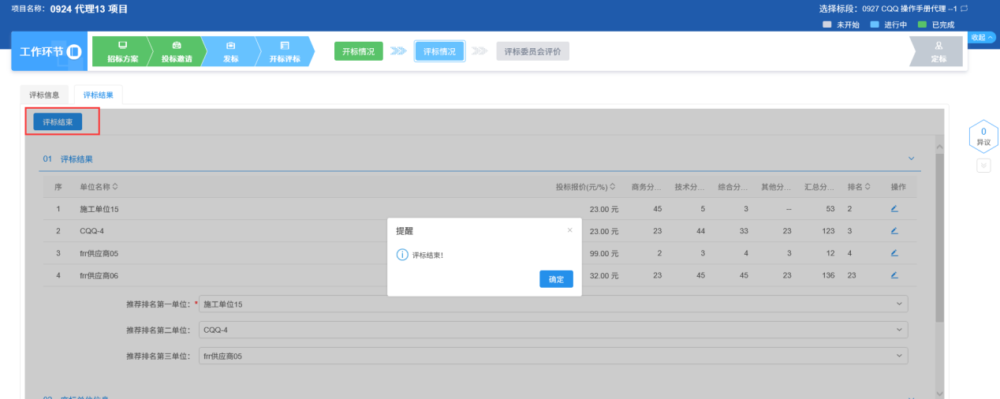 项目名称: 0924 代理13 项目
选择标段: 0927 CQQ 操作手册代理 --1
未开始 进行中 已完成
收起
工作环节 招标方案 投标邀请 发标 开标评标 开标情况 评标情况 评标委员会评价 定标
评标信息 评标结果
评标结束
0
异议
01 评标结果
序 单位名称 投标报价(元/%) 商务分... 技术分... 综合分... 其他分... 汇总分... 排名 操作
1 施工单位15 23.00 元 45 5 3 -- 53 2
2 CQQ-4 23.00 元 23 44 33 23 123 3
3 frr供应商05 99.00 元 2 3 4 3 12 4
4 frr供应商06 32.00 元 23 45 45 23 136 23
提醒 ×
评标结束!
确定
推荐排名第一单位: * 施工单位15
推荐排名第二单位: CQQ-4
推荐排名第三单位: frr供应商05